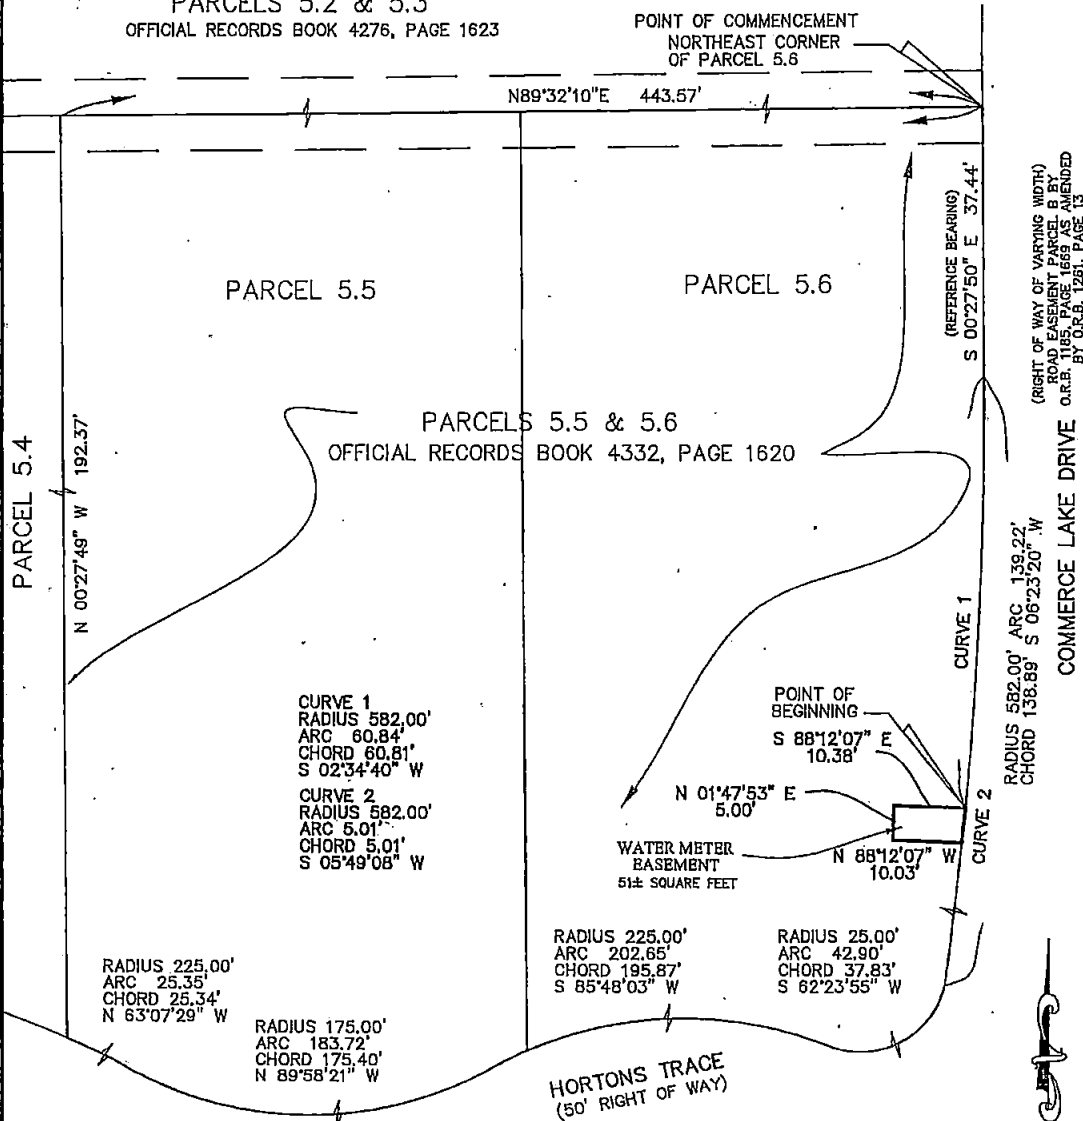 PARCELS 5.2 & 5.3
OFFICIAL RECORDS BOOK 4276, PAGE 1623
POINT OF COMMENCEMENT
NORTHEAST CORNER
OF PARCEL 5.6
N89°32'10"E 443.57'
PARCEL 5.5
PARCEL 5.6
(REFERENCE BEARING)
S 00°27'50" E 37.44'
(RIGHT OF WAY OF VARYING WIDTH)
ROAD EASEMENT PARCEL B BY
O.R.B. 1185, PAGE 1669 AS AMENDED
BY O.R.B. 1261, PAGE 13
COMMERCE LAKE DRIVE
PARCELS 5.5 & 5.6
OFFICIAL RECORDS BOOK 4332, PAGE 1620
PARCEL 5.4
N 00°27'49" W 192.37'
RADIUS 582.00' ARC 139.22'
CHORD 138.89' S 06°23'20" W
CURVE 1
CURVE 1
RADIUS 582.00'
ARC 60.84'
CHORD 60.81'
S 02°34'40" W
CURVE 2
RADIUS 582.00'
ARC 5.01'
CHORD 5.01'
S 05°49'08" W
POINT OF
BEGINNING
S 88°12'07" E
10.38'
N 01°47'53" E
5.00'
WATER METER
EASEMENT
51± SQUARE FEET
N 88°12'07" W
10.03'
CURVE 2
RADIUS 225.00'
ARC 25.35'
CHORD 25.34'
N 63°07'29" W
RADIUS 175.00'
ARC 183.72'
CHORD 175.40'
N 89°58'21" W
RADIUS 225.00'
ARC 202.65'
CHORD 195.87'
S 85°48'03" W
RADIUS 25.00'
ARC 42.90'
CHORD 37.83'
S 62°23'55" W
HORTONS TRACE
(50' RIGHT OF WAY)